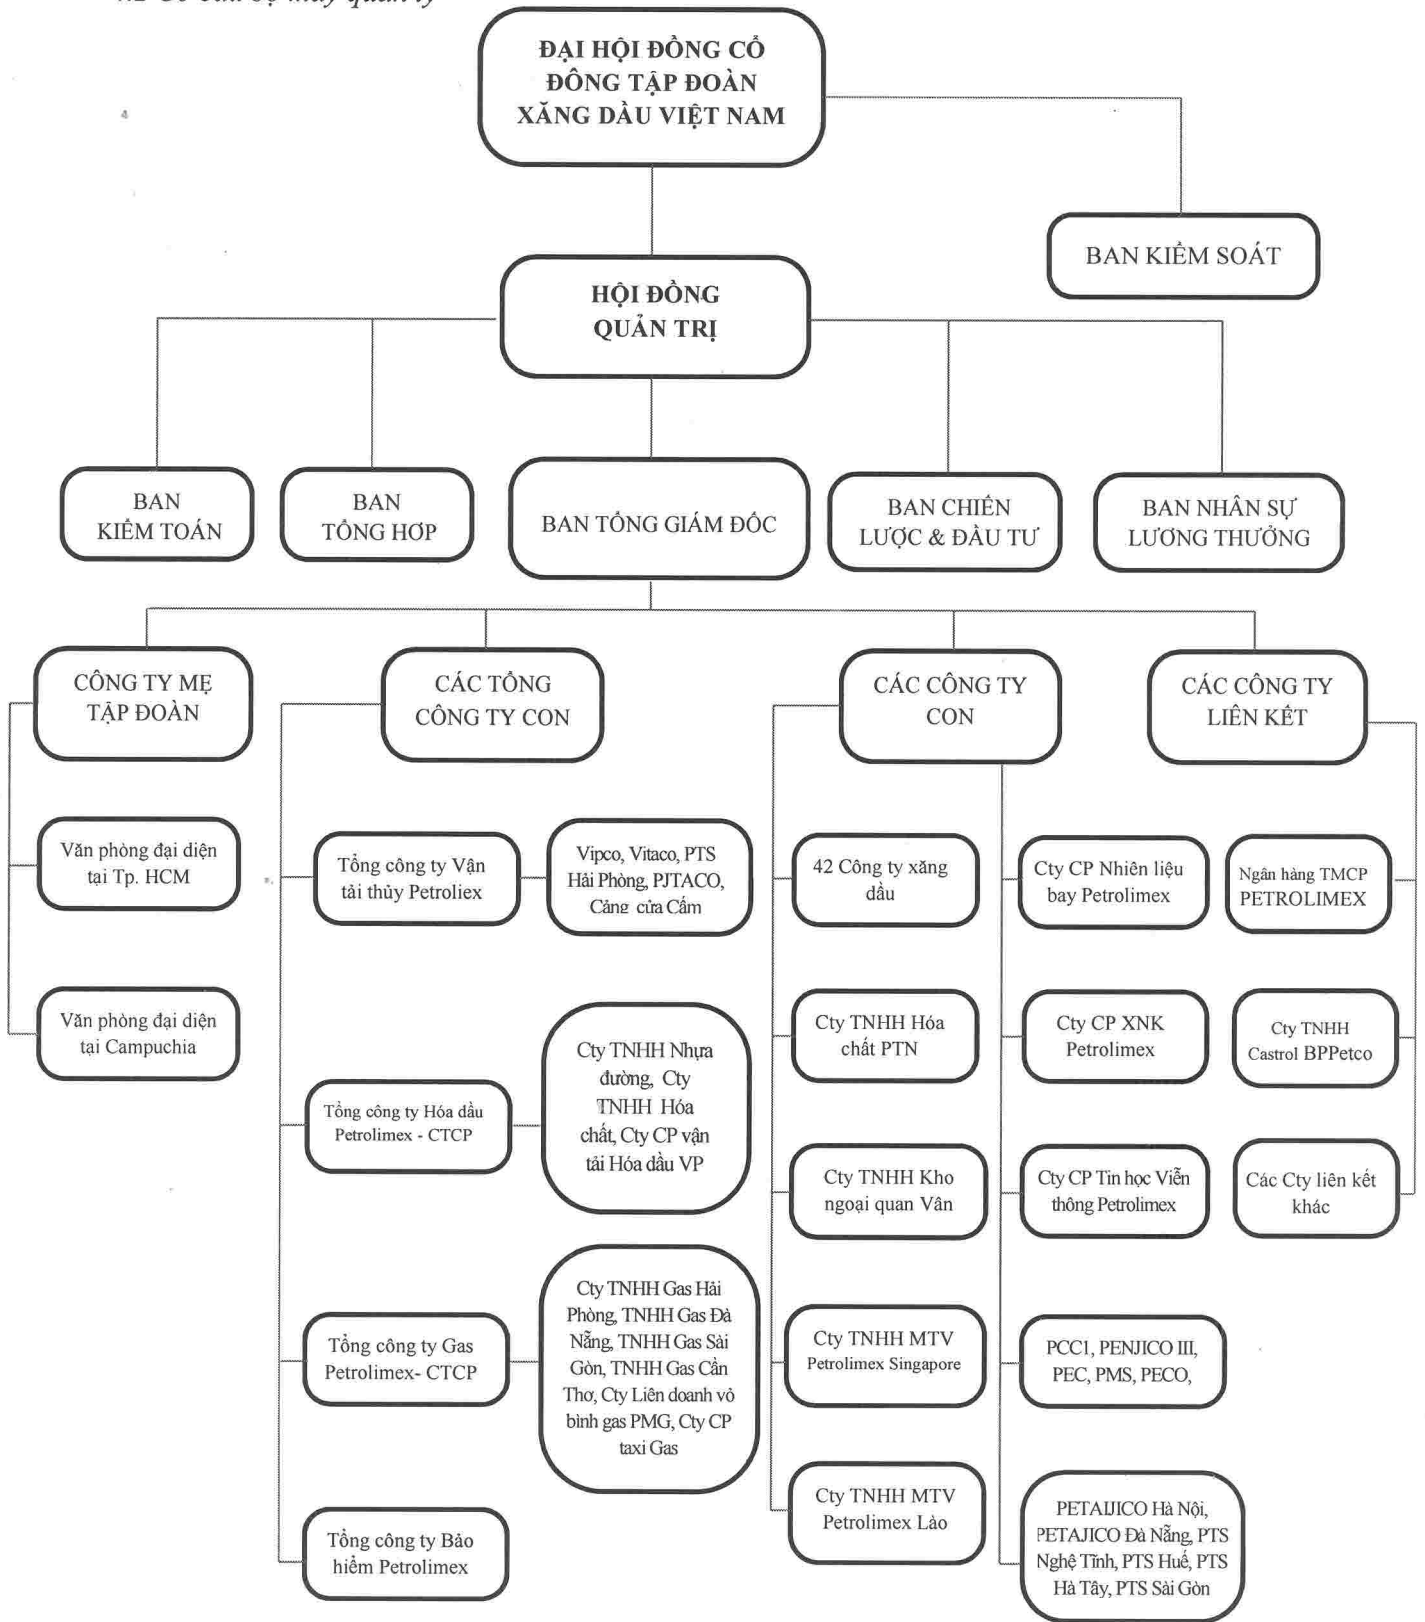 ĐẠI HỘI ĐỒNG CỔ
ĐÔNG TẬP ĐOÀN
XĂNG DẦU VIỆT NAM
BAN KIỂM SOÁT
HỘI ĐỒNG
QUẢN TRỊ
BAN
KIỂM TOÁN
BAN
TỔNG HƠP
BAN TỔNG GIÁM ĐỐC
BAN CHIẾN
LƯỢC & ĐẦU TƯ
BAN NHÂN SỰ
LƯƠNG THƯỞNG
CÔNG TY MẸ
TẬP ĐOÀN
CÁC TỔNG
CÔNG TY CON
CÁC CÔNG TY
CON
CÁC CÔNG TY
LIÊN KẾT
Văn phòng đại diện
tại Tp. HCM
Tổng công ty Vận
tải thủy Petroliex
Vipco, Vitaco, PTS
Hải Phòng, PJTACO,
Cảng cửa Cấm
42 Công ty xăng
dầu
Cty CP Nhiên liệu
bay Petrolimex
Ngân hàng TMCP
PETROLIMEX
Văn phòng đại diện
tại Campuchia
Cty TNHH Nhựa
đường, Cty
TNHH Hóa
chất, Cty CP vận
tải Hóa dầu VP
Cty TNHH Hóa
chất PTN
Cty CP XNK
Petrolimex
Cty TNHH
Castrol BPPetco
Tổng công ty Hóa dầu
Petrolimex - CTCP
Cty TNHH Kho
ngoại quan Vân
Cty CP Tin học Viễn
thông Petrolimex
Các Cty liên kết
khác
Tổng công ty Gas
Petrolimex- CTCP
Cty TNHH Gas Hải
Phòng, TNHH Gas Đà
Nẵng, TNHH Gas Sài
Gòn, TNHH Gas Cần
Thơ, Cty Liên doanh vỏ
bình gas PMG, Cty CP
taxi Gas
Cty TNHH MTV
Petrolimex Singapore
PCC1, PENJICO III,
PEC, PMS, PECO,
Tổng công ty Bảo
hiểm Petrolimex
Cty TNHH MTV
Petrolimex Lào
PETAIJICO Hà Nội,
PETAJICO Đà Nẵng, PTS
Nghệ Tĩnh, PTS Huế, PTS
Hà Tây, PTS Sài Gòn